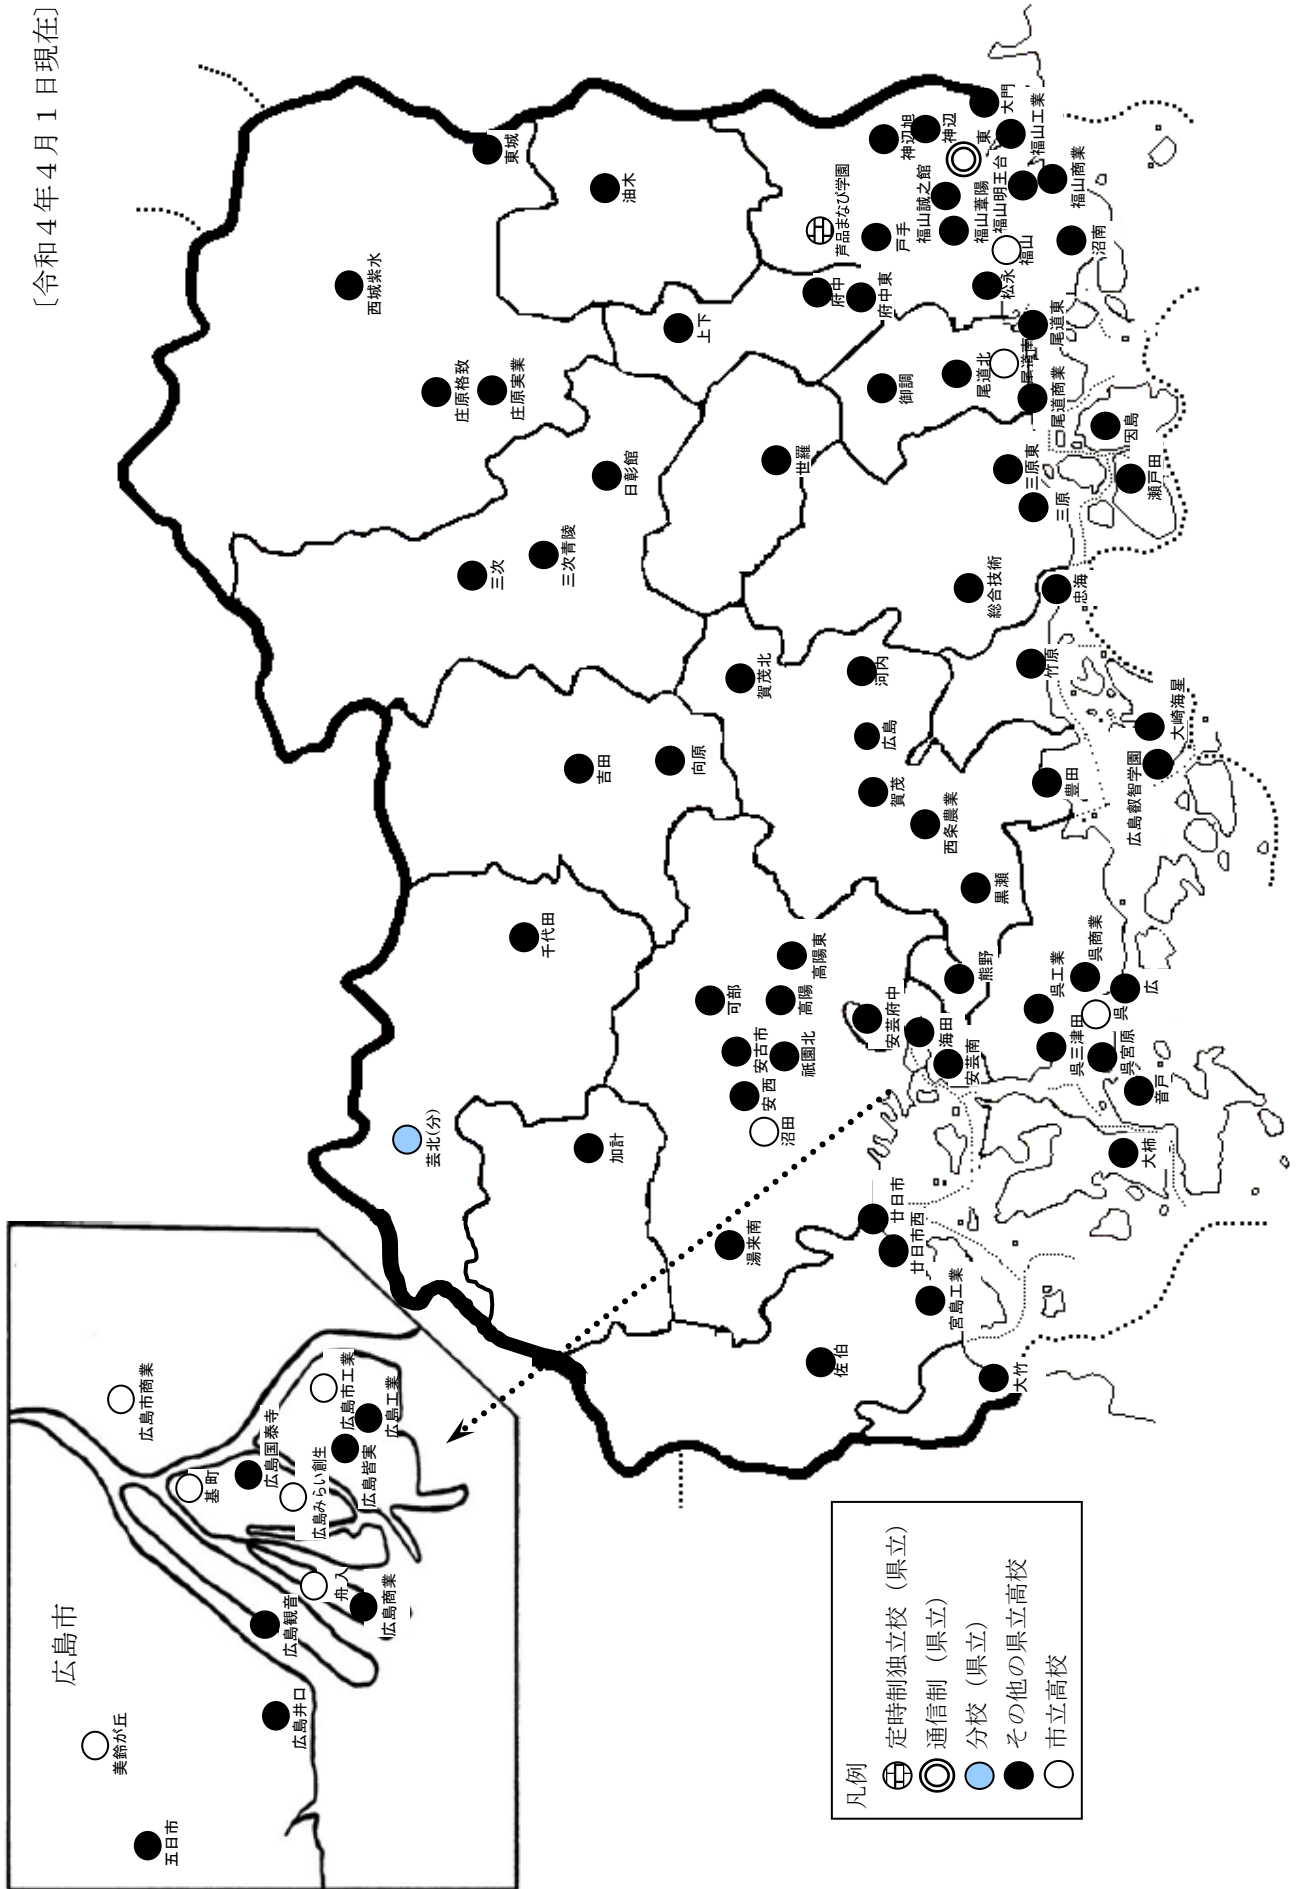 〔令和４年４月１日現在〕
広島市
美鈴が丘
五日市
広島井口
広島観音
舟入
広島商業
基町
広島国泰寺
広島みらい創生
広島皆実
広島市商業
広島市工業
広島工業
芸北(分)
加計
千代田
吉田
向原
三次
三次青陵
日彰館
庄原格致
庄原実業
西城紫水
東城
油木
上下
世羅
賀茂北
河内
広島
賀茂
西条農業
黒瀬
可部
高陽
高陽東
安古市
祇園北
安西
沼田
湯来南
佐伯
廿日市
廿日市西
宮島工業
大竹
安芸府中
海田
安芸南
熊野
呉工業
呉商業
呉三津田
呉
広
呉宮原
音戸
大柿
豊田
広島叡智学園
大崎海星
竹原
忠海
総合技術
三原
三原東
瀬戸田
因島
御調
尾道北
尾道南
尾道商業
尾道東
府中
府中東
芦品まなび学園
戸手
福山誠之館
福山葦陽
福山明王台
福山
松永
沼南
神辺旭
神辺
東
大門
福山工業
福山商業
凡例
定時制独立校（県立）
通信制（県立）
分校（県立）
その他の県立高校
市立高校